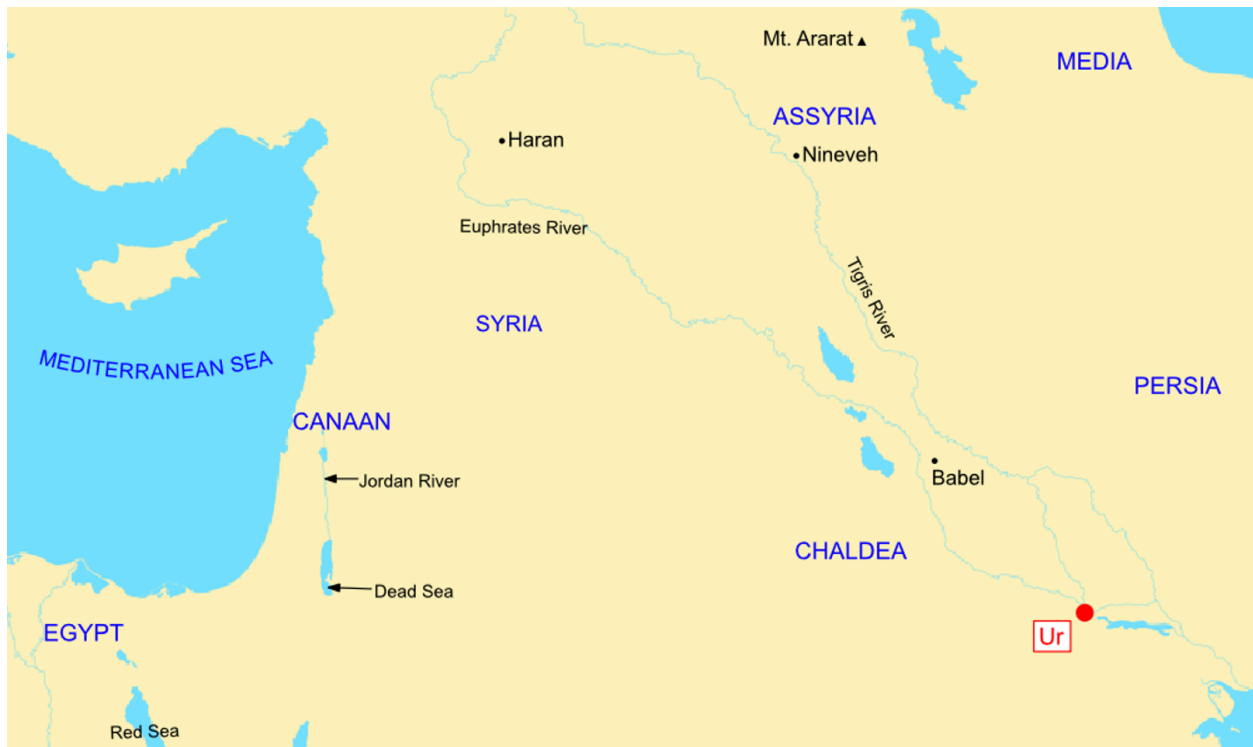 Mt. Ararat
MEDIA
ASSYRIA
Haran
Nineveh
Euphrates River
Tigris River
SYRIA
MEDITERRANEAN SEA
PERSIA
CANAAN
Babel
Jordan River
CHALDEA
Dead Sea
EGYPT
Ur
Red Sea